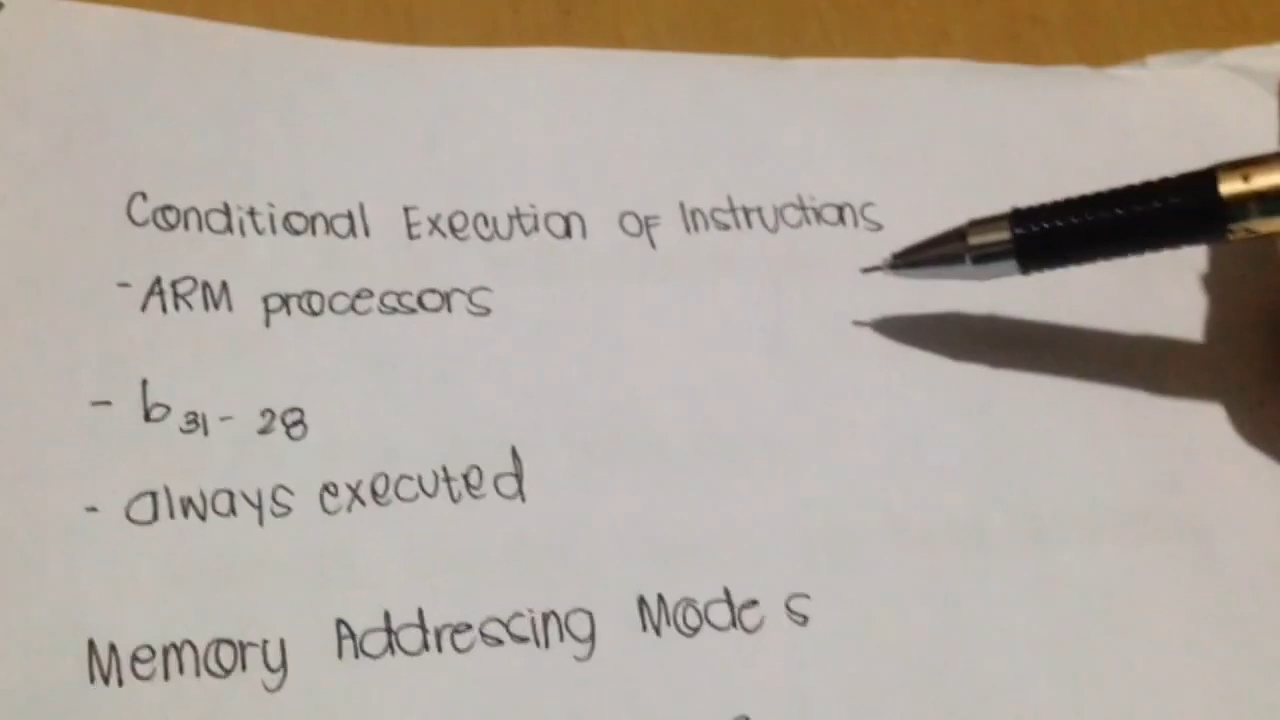 Conditional Execution of Instructions
- ARM processors
- b31-28
- always executed
Memory Addressing Modes